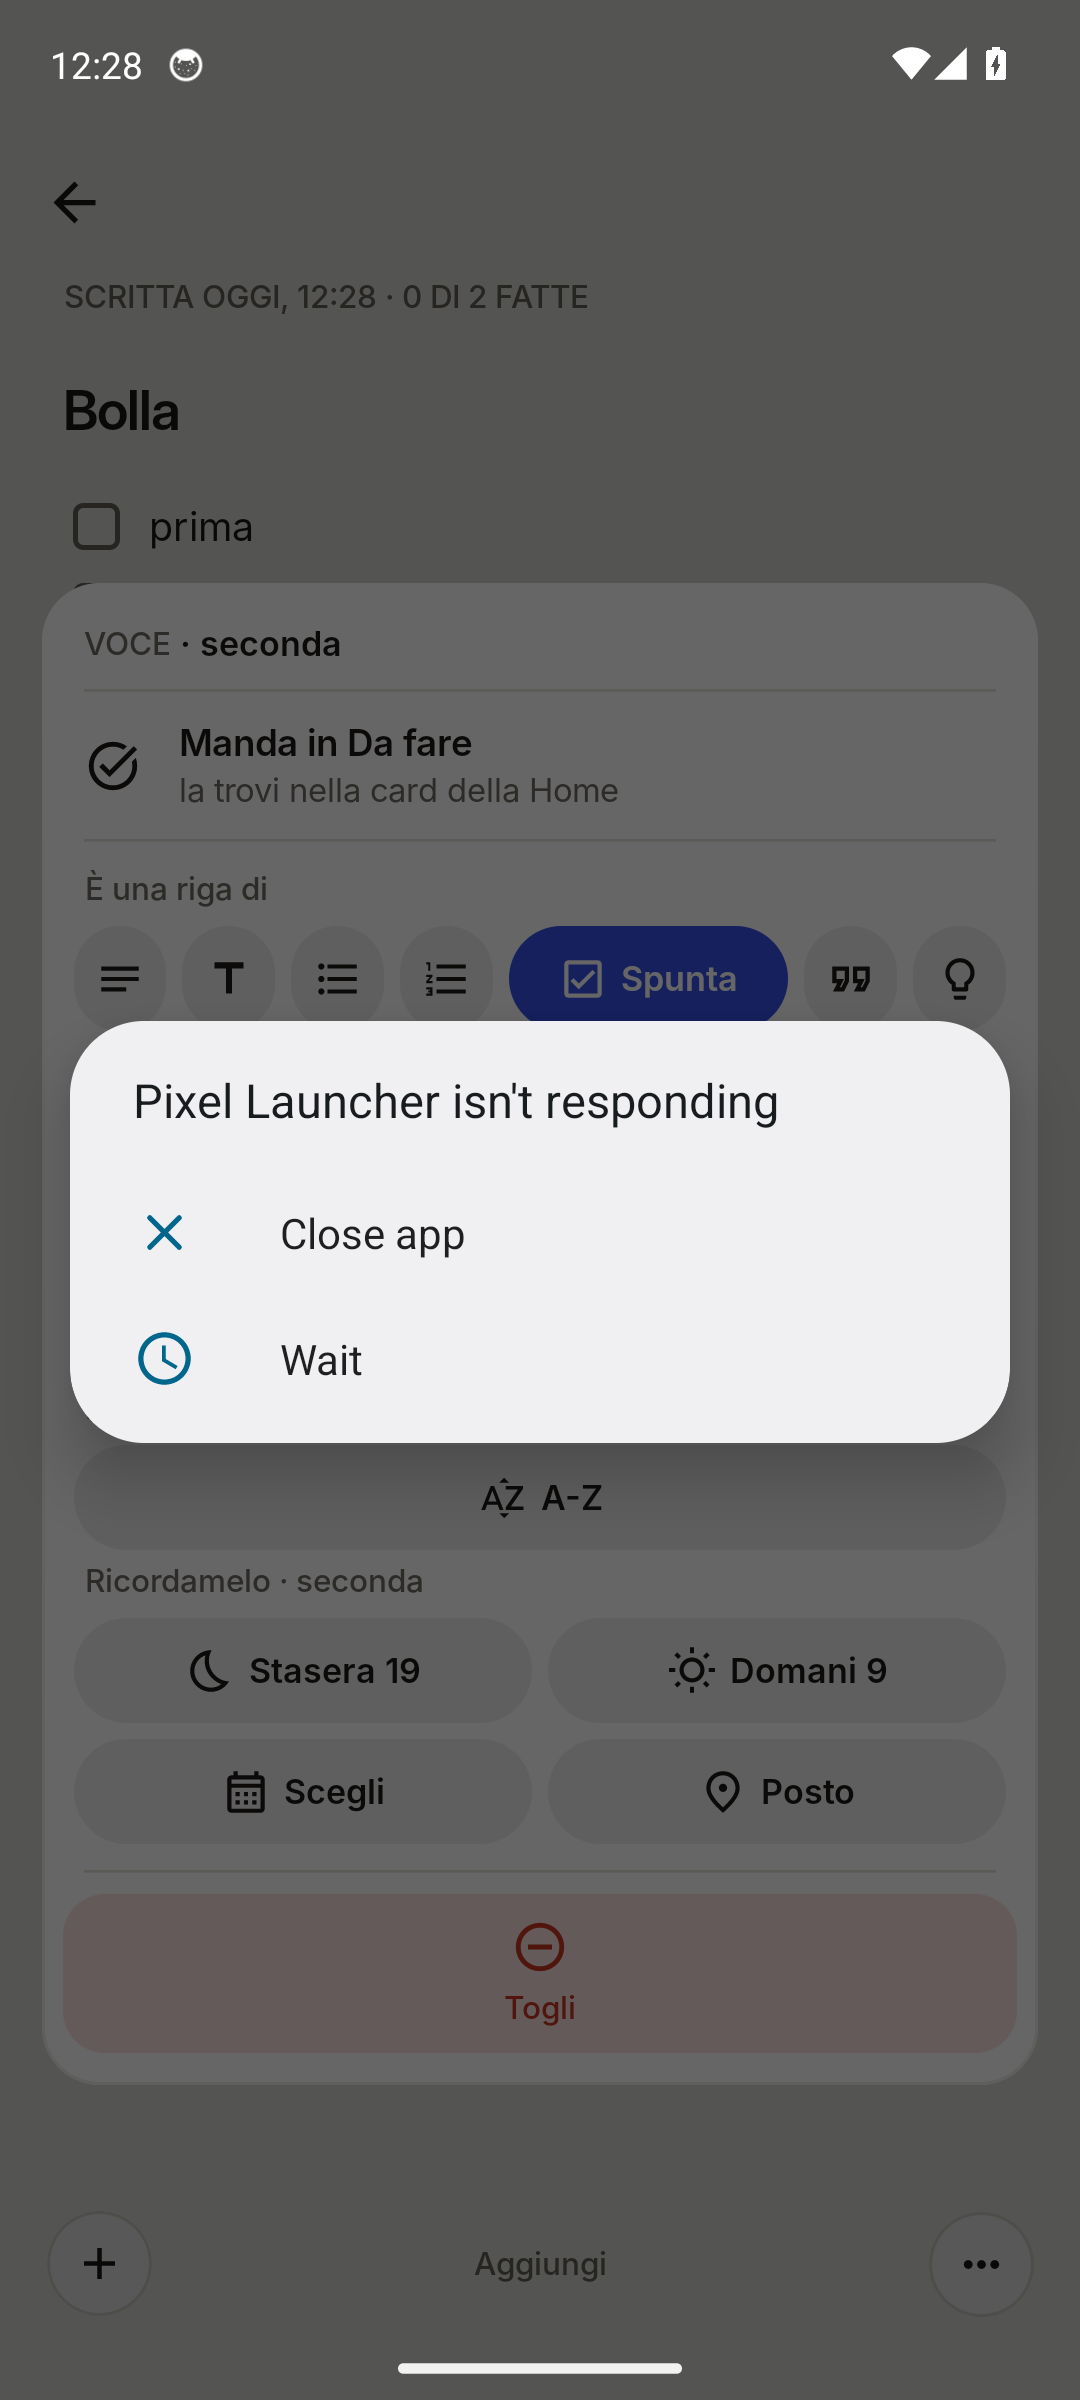 12:28
SCRITTA OGGI, 12:28 · 0 DI 2 FATTE
Bolla
prima
VOCE · seconda
Manda in Da fare
la trovi nella card della Home
È una riga di
Spunta
Pixel Launcher isn't responding
Close app
Wait
AZ A-Z
Ricordamelo · seconda
Stasera 19
Domani 9
Scegli
Posto
Togli
Aggiungi